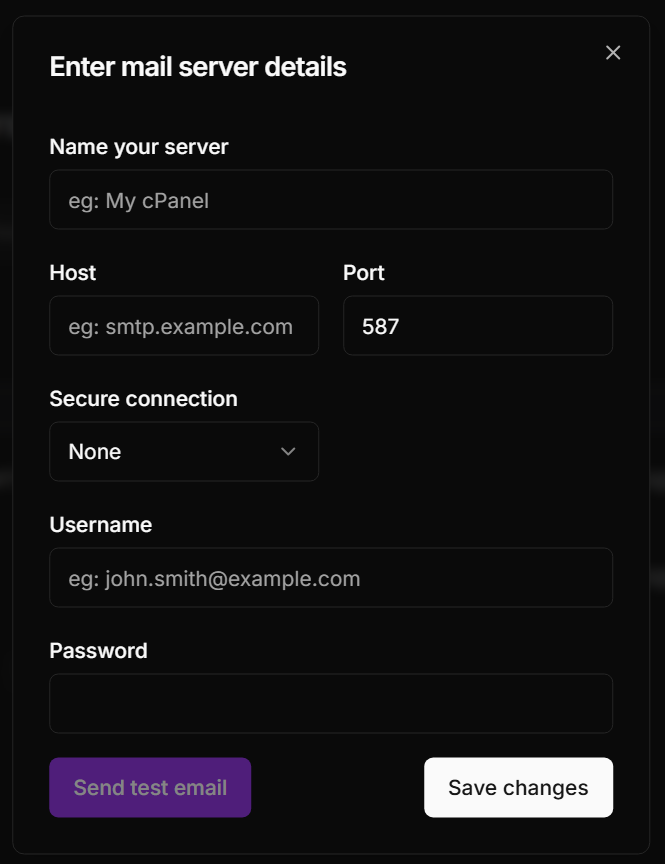 Enter mail server details
Name your server
eg: My cPanel
Host
Port
eg: smtp.example.com
587
Secure connection
None
Username
eg: john.smith@example.com
Password
Send test email
Save changes